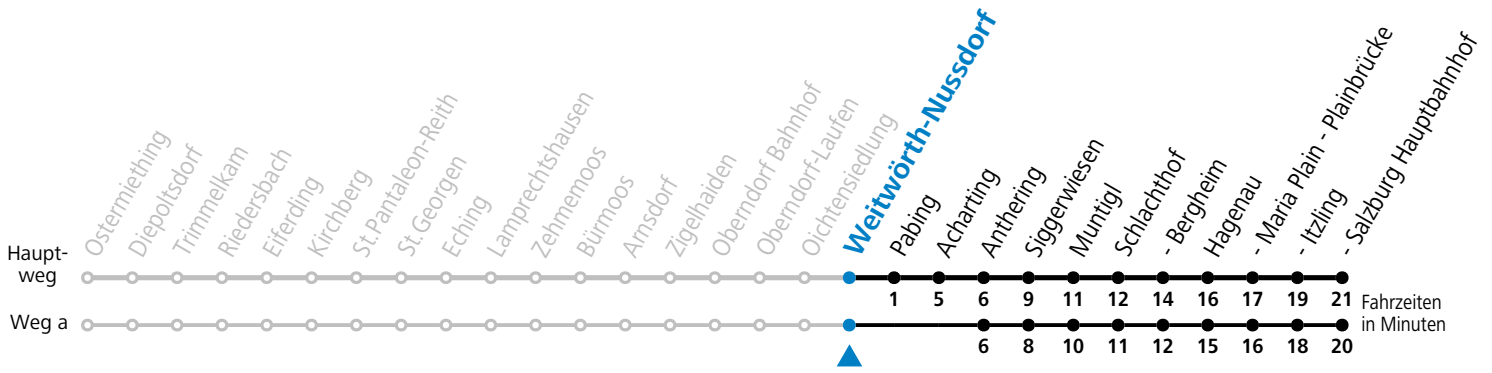 Ostermiething
Diepoltsdorf
Trimmelkam
Riedersbach
Eiferding
Kirchberg
St.Pantaleon-Reith
St.Georgen
Eching
Lamprechtshausen
Zehmemoos
Bürmoos
Arnsdorf
Zigelhaiden
Oberndorf Bahnhof
Oberndorf-Laufen
Oichtensiedlung
Weitwörth-Nussdorf
Pabing
Acharting
Anthering
Siggerwiesen
Muntigl
Schlachthof
- Bergheim
Hagenau
- Maria Plain - Plainbrücke
- Itzling
- Salzburg Hauptbahnhof
Haupt-
weg
1 5 6 9 11 12 14 16 17 19 21
Fahrzeiten
in Minuten
Weg a
6 8 10 11 12 15 16 18 20